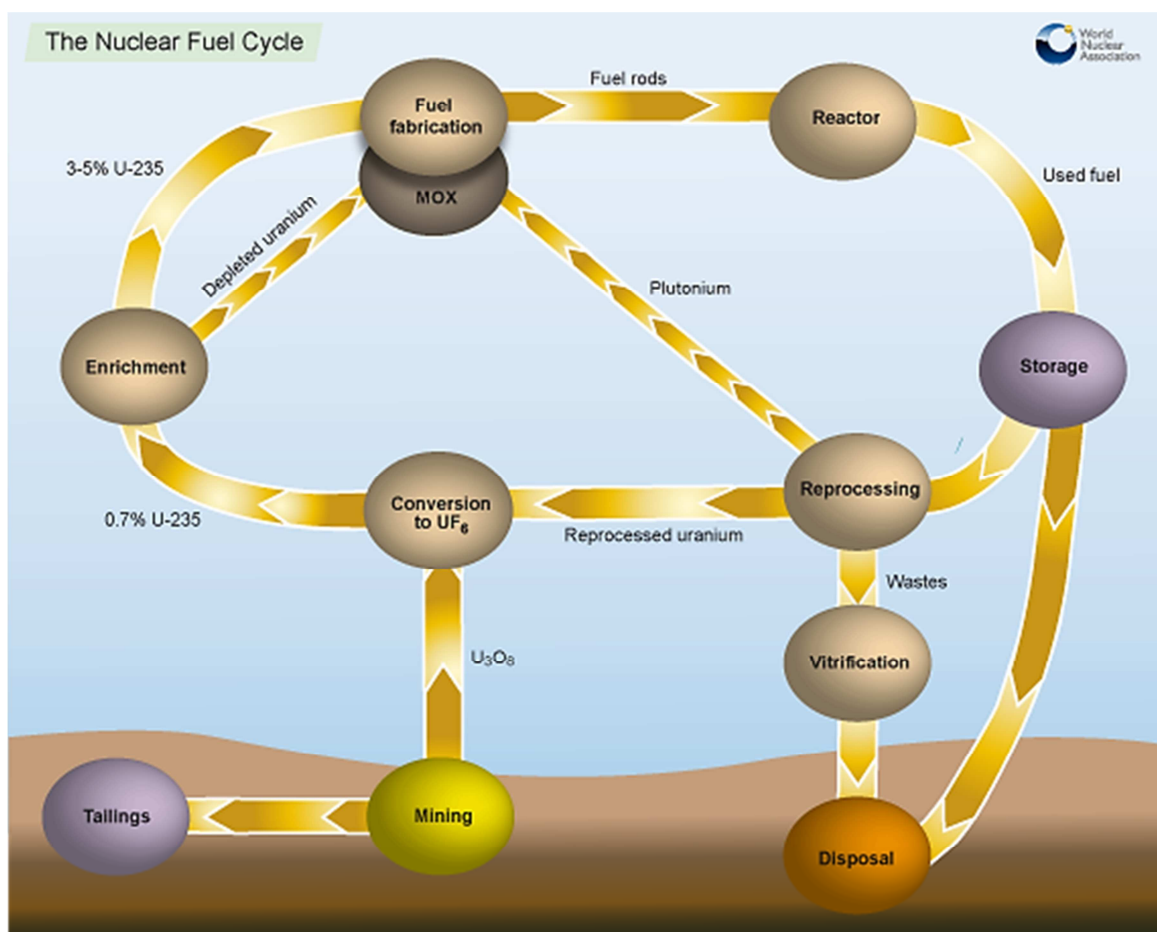 The Nuclear Fuel Cycle
World
Nuclear
Association
Fuel
fabrication
Fuel rods
Reactor
3-5% U-235
MOX
Used fuel
Depleted uranium
Plutonium
Enrichment
Storage
0.7% U-235
Conversion
to UF₆
Reprocessing
Reprocessed uranium
Wastes
U₃O₈
Vitrification
Tailings
Mining
Disposal